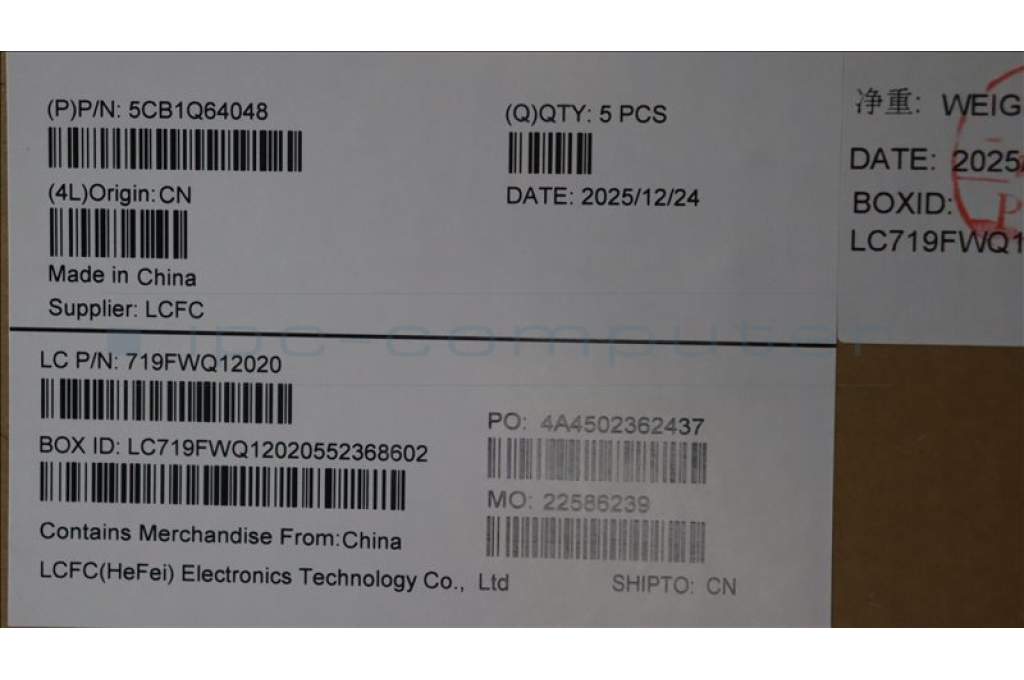 (P)P/N: 5CB1Q64048
(Q)QTY: 5 PCS
(4L)Origin:CN
DATE: 2025/12/24
Made in China
Supplier: LCFC
净重: WEIG
DATE: 2025/
BOXID:
P
LC719FWQ1
ipc-computer
LC P/N: 719FWQ12020
PO: 4A4502362437
BOX ID: LC719FWQ12020552368602
MO: 22586239
Contains Merchandise From:China
LCFC(HeFei) Electronics Technology Co., Ltd
SHIPTO: CN